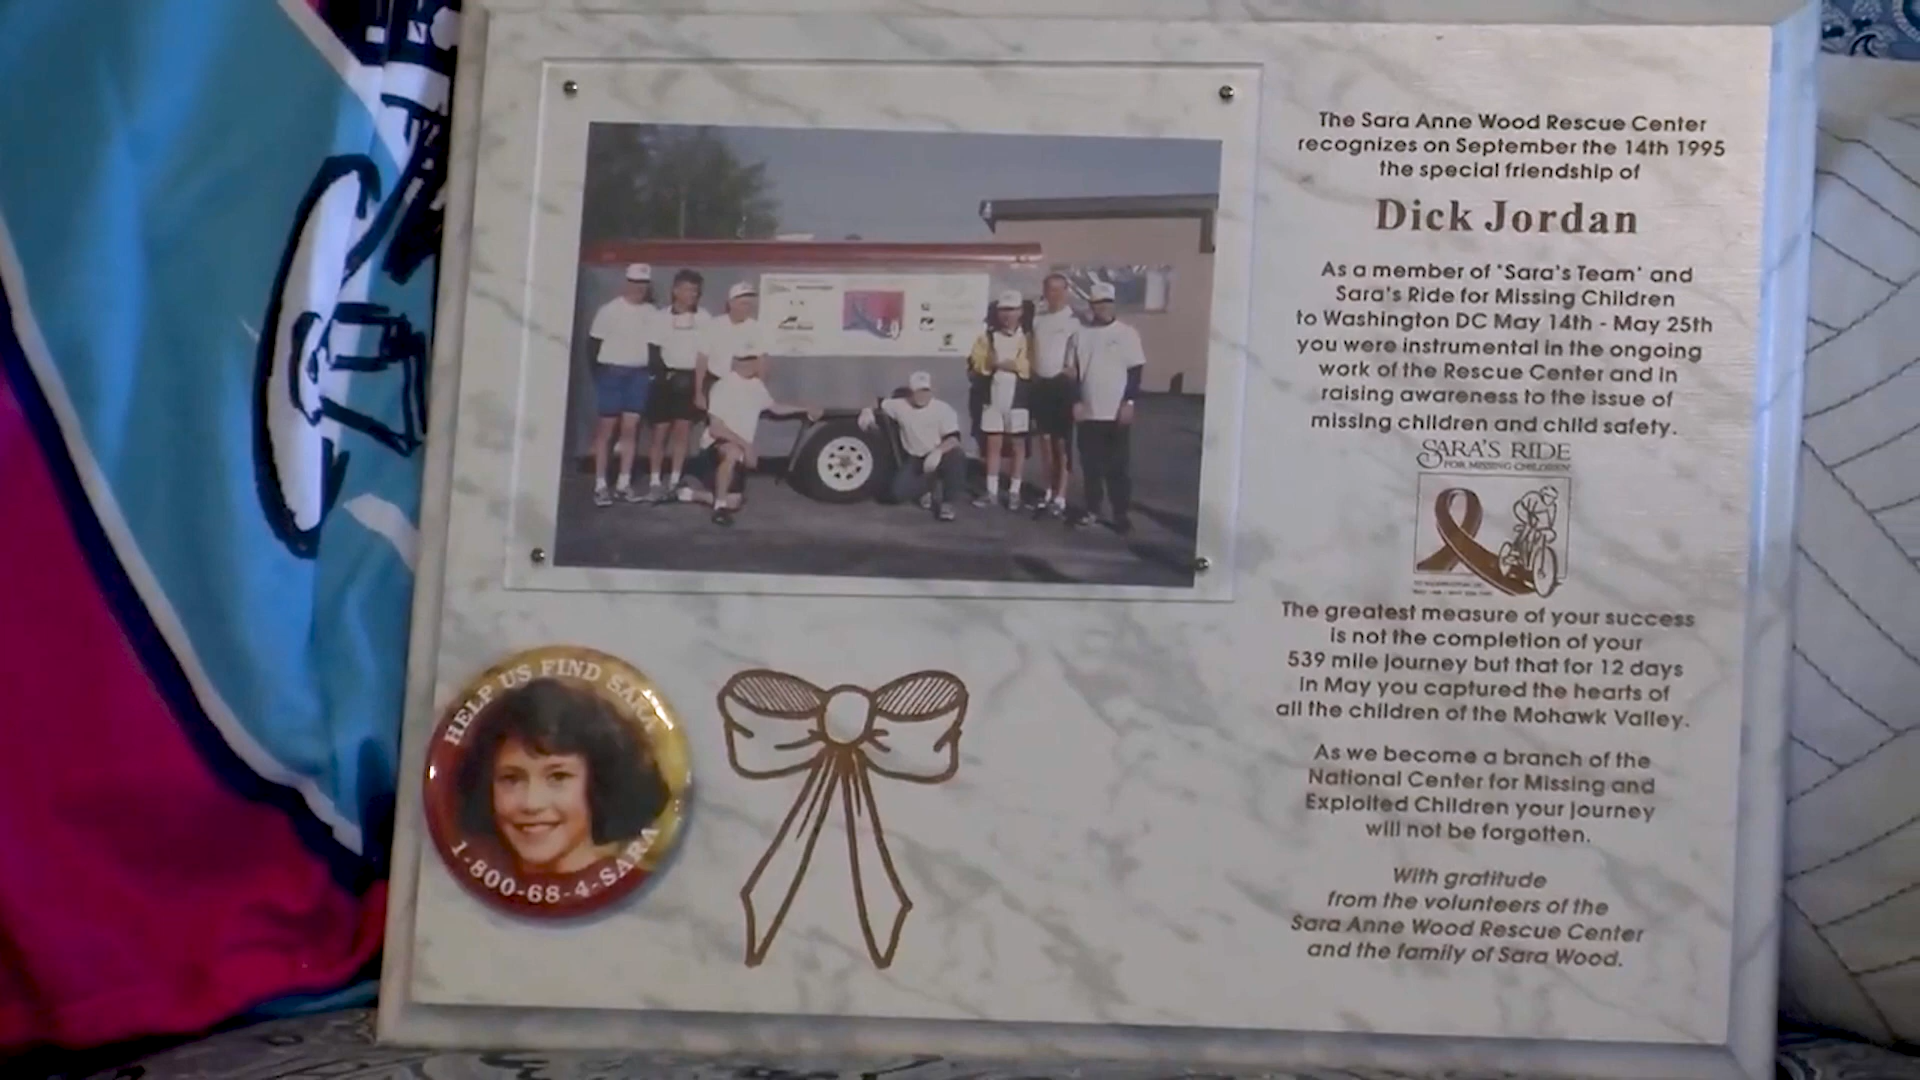 The Sara Anne Wood Rescue Center
recognizes on September the 14th 1995
the special friendship of
Dick Jordan
As a member of "Sara's Team" and
Sara's Ride for Missing Children
to Washington DC May 14th - May 25th
you were instrumental in the ongoing
work of the Rescue Center and in
raising awareness to the issue of
missing children and child safety.
SARA'S RIDE
FOR MISSING CHILDREN
The greatest measure of your success
is not the completion of your
539 mile journey but that for 12 days
in May you captured the hearts of
all the children of the Mohawk Valley.
As we become a branch of the
National Center for Missing and
Exploited Children your journey
will not be forgotten.
With gratitude
from the volunteers of the
Sara Anne Wood Rescue Center
and the family of Sara Wood.
HELP US FIND SARA
1-800-68-4-SARA